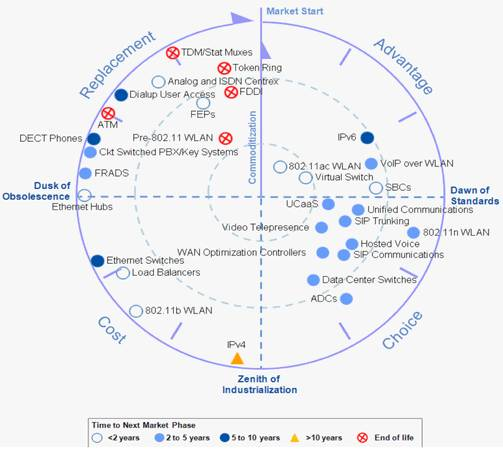 Market Start
Replacement
Advantage
TDM/Stat Muxes
Token Ring
Analog and ISDN Centrex
FDDI
Dialup User Access
FEPs
ATM
DECT Phones
Pre-802.11 WLAN
Commoditization
IPv6
Ckt Switched PBX/Key Systems
802.11ac WLAN
VoIP over WLAN
FRADS
Virtual Switch
SBCs
Dusk of
Obsolescence
Dawn of
Standards
Ethernet Hubs
UCaaS
Unified Communications
SIP Trunking
Video Telepresence
802.11n WLAN
Hosted Voice
WAN Optimization Controllers
SIP Communications
Ethernet Switches
Load Balancers
Data Center Switches
ADCs
802.11b WLAN
Cost
Choice
IPv4
Zenith of
Industrialization
Time to Next Market Phase
<2 years 2 to 5 years 5 to 10 years >10 years End of life